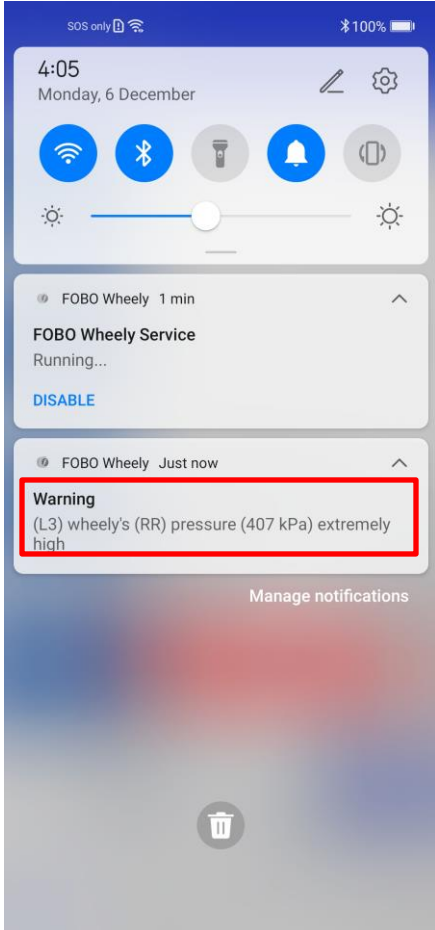 SOS only
100%
4:05
Monday, 6 December
FOBO Wheely 1 min
FOBO Wheely Service
Running...
DISABLE
FOBO Wheely Just now
Warning
(L3) wheely's (RR) pressure (407 kPa) extremely
high
Manage notifications